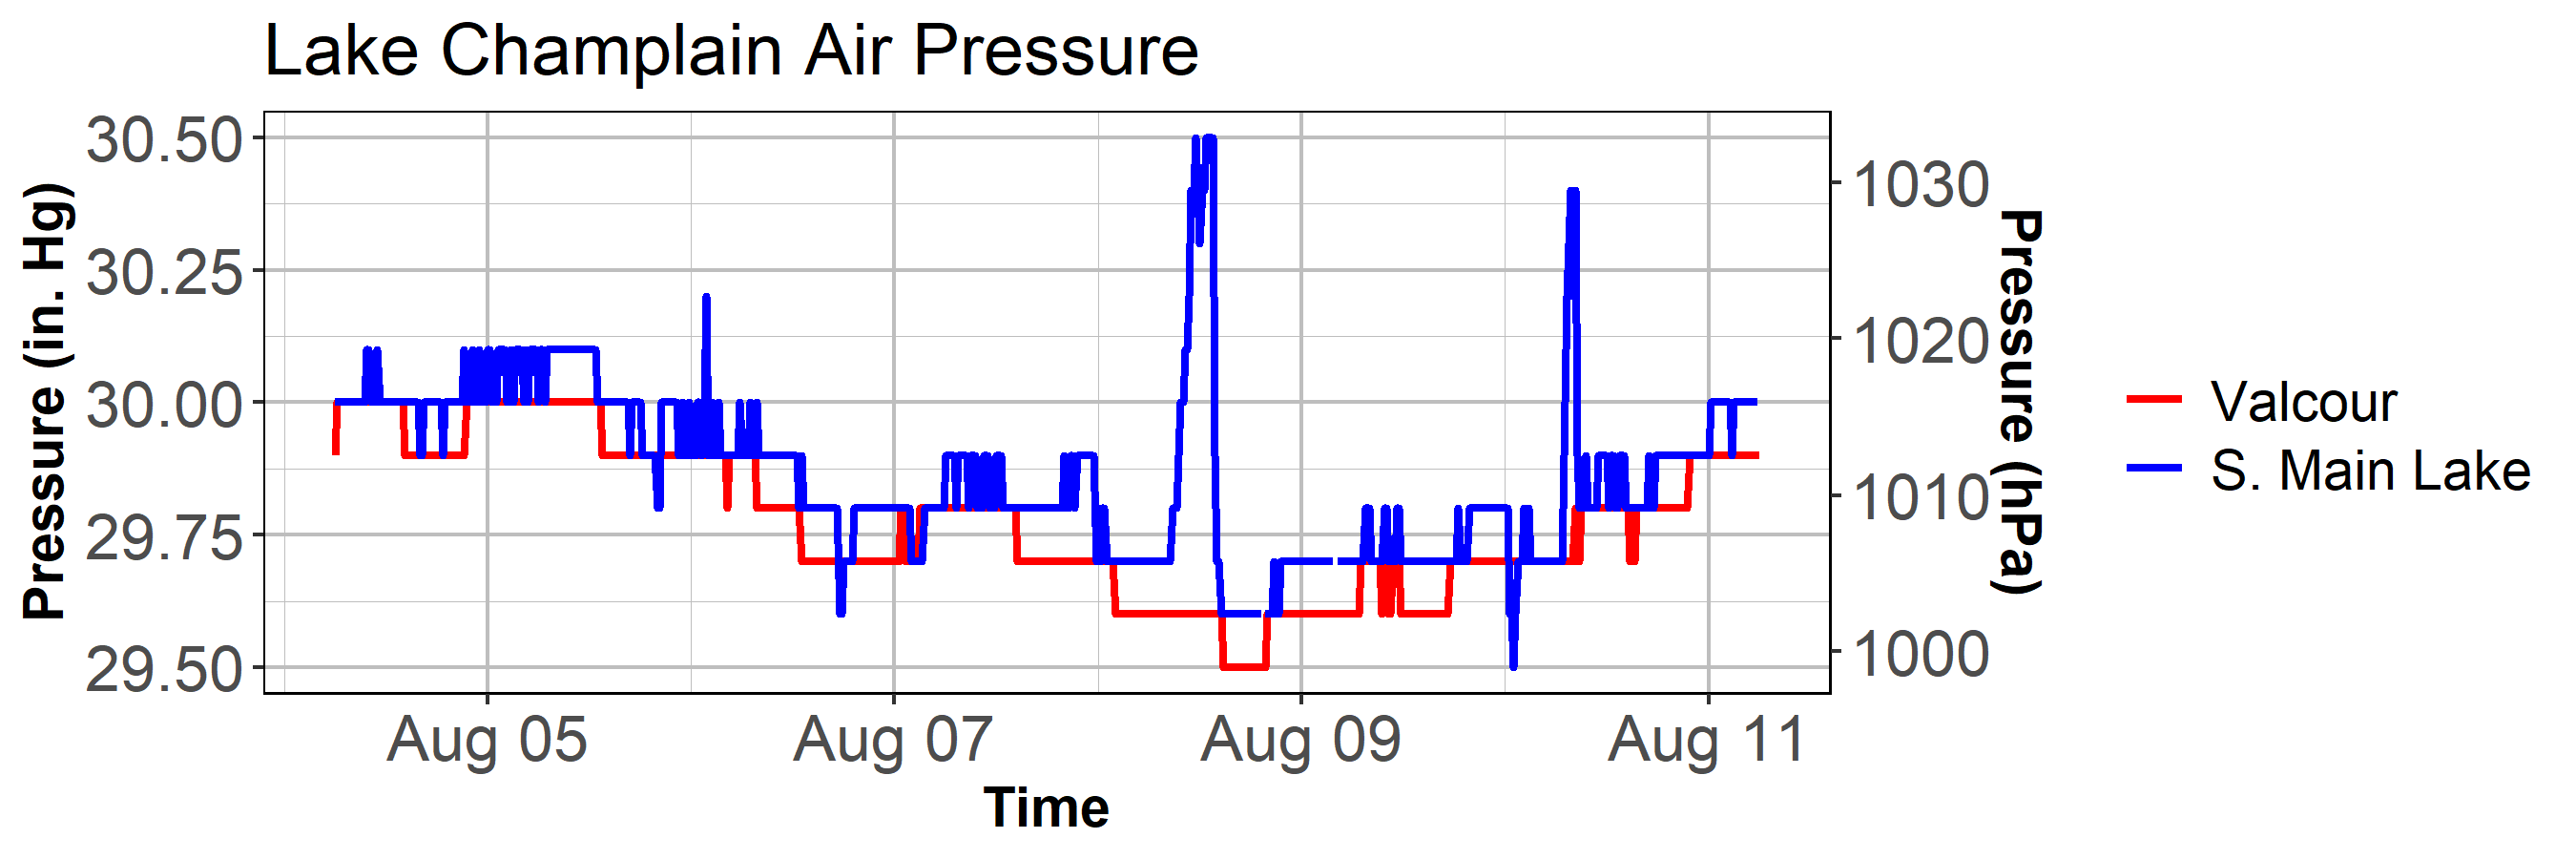 Lake Champlain Air Pressure
Pressure (in. Hg)
30.50
30.25
30.00
29.75
29.50
1030
1020
1010
1000
Pressure (hPa)
Aug 05
Aug 07
Aug 09
Aug 11
Time
Valcour
S. Main Lake